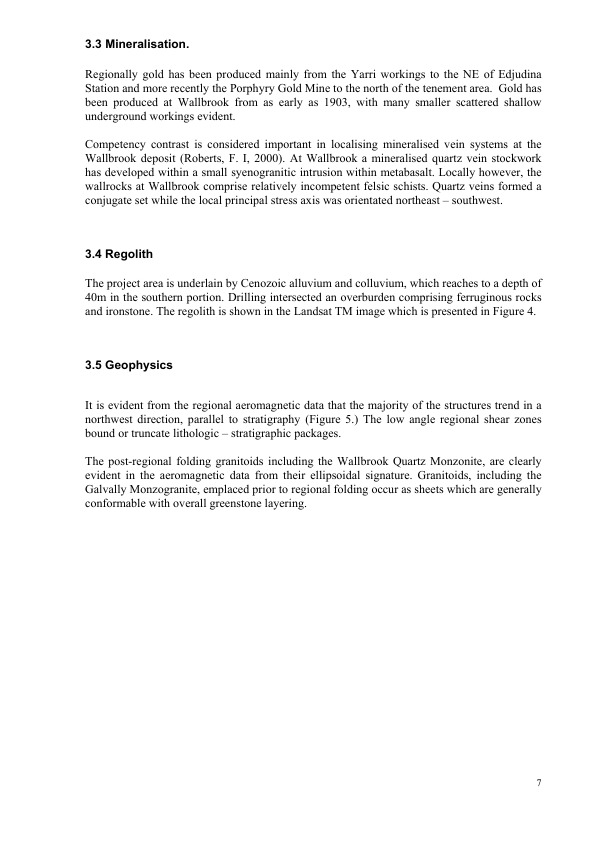 3.3 Mineralisation.
Regionally gold has been produced mainly from the Yarri workings to the NE of Edjudina
Station and more recently the Porphyry Gold Mine to the north of the tenement area.  Gold has
been produced at Wallbrook from as early as 1903, with many smaller scattered shallow
underground workings evident.
Competency contrast is considered important in localising mineralised vein systems at the
Wallbrook deposit (Roberts, F. I, 2000). At Wallbrook a mineralised quartz vein stockwork
has developed within a small syenogranitic intrusion within metabasalt. Locally however, the
wallrocks at Wallbrook comprise relatively incompetent felsic schists. Quartz veins formed a
conjugate set while the local principal stress axis was orientated northeast – southwest.
3.4 Regolith
The project area is underlain by Cenozoic alluvium and colluvium, which reaches to a depth of
40m in the southern portion. Drilling intersected an overburden comprising ferruginous rocks
and ironstone. The regolith is shown in the Landsat TM image which is presented in Figure 4.
3.5 Geophysics
It is evident from the regional aeromagnetic data that the majority of the structures trend in a
northwest direction, parallel to stratigraphy (Figure 5.) The low angle regional shear zones
bound or truncate lithologic – stratigraphic packages.
The post-regional folding granitoids including the Wallbrook Quartz Monzonite, are clearly
evident in the aeromagnetic data from their ellipsoidal signature. Granitoids, including the
Galvally Monzogranite, emplaced prior to regional folding occur as sheets which are generally
conformable with overall greenstone layering.
7